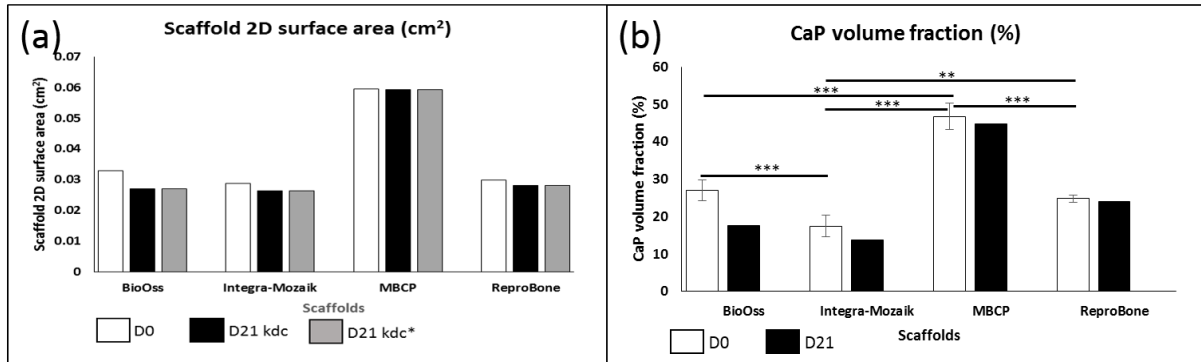 (a)
Scaffold 2D surface area (cm²)
Scaffold 2D surface area (cm²)
0.07
0.06
0.05
0.04
0.03
0.02
0.01
0
BioOss Integra-Mozaik MBCP ReproBone
Scaffolds
D0 D21 kdc D21 kdc*
(b)
CaP volume fraction (%)
CaP volume fraction (%)
60
50
40
30
20
10
0
**
***
*** ***
***
BioOss Integra-Mozaik MBCP ReproBone
Scaffolds
D0 D21